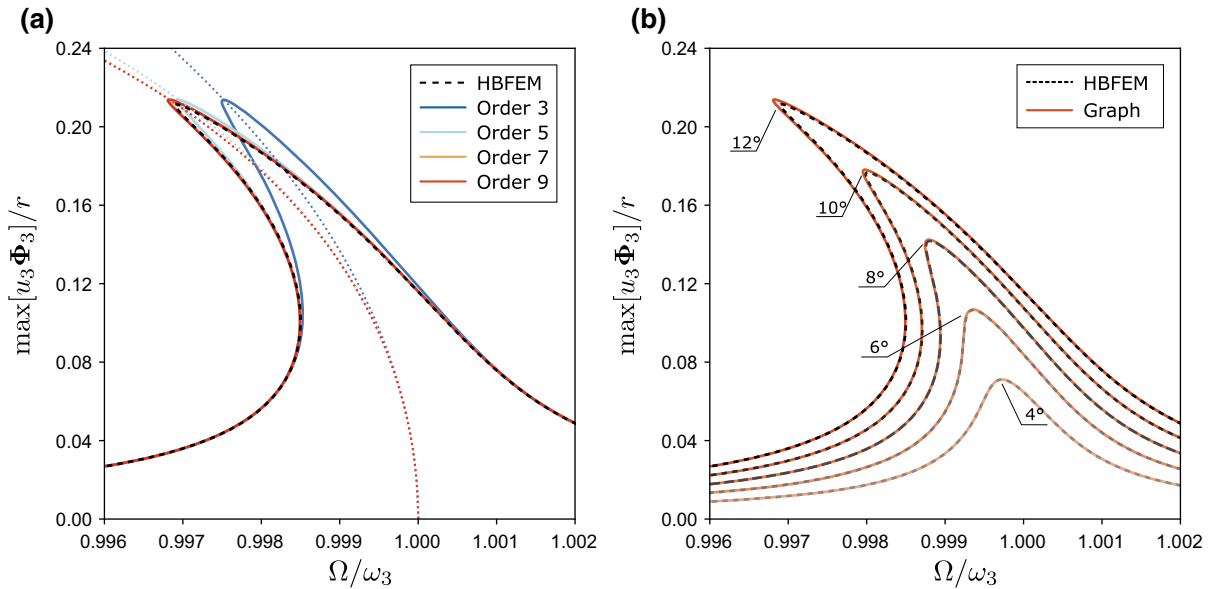 (a)
0.24
0.20
0.16
0.12
0.08
0.04
0.00
max[u₃Φ₃]/r
HBFEM
Order 3
Order 5
Order 7
Order 9
0.996 0.997 0.998 0.999 1.000 1.001 1.002
Ω/ω₃
(b)
0.24
0.20
0.16
0.12
0.08
0.04
0.00
max[u₃Φ₃]/r
HBFEM
Graph
12°
10°
8°
6°
4°
0.996 0.997 0.998 0.999 1.000 1.001 1.002
Ω/ω₃